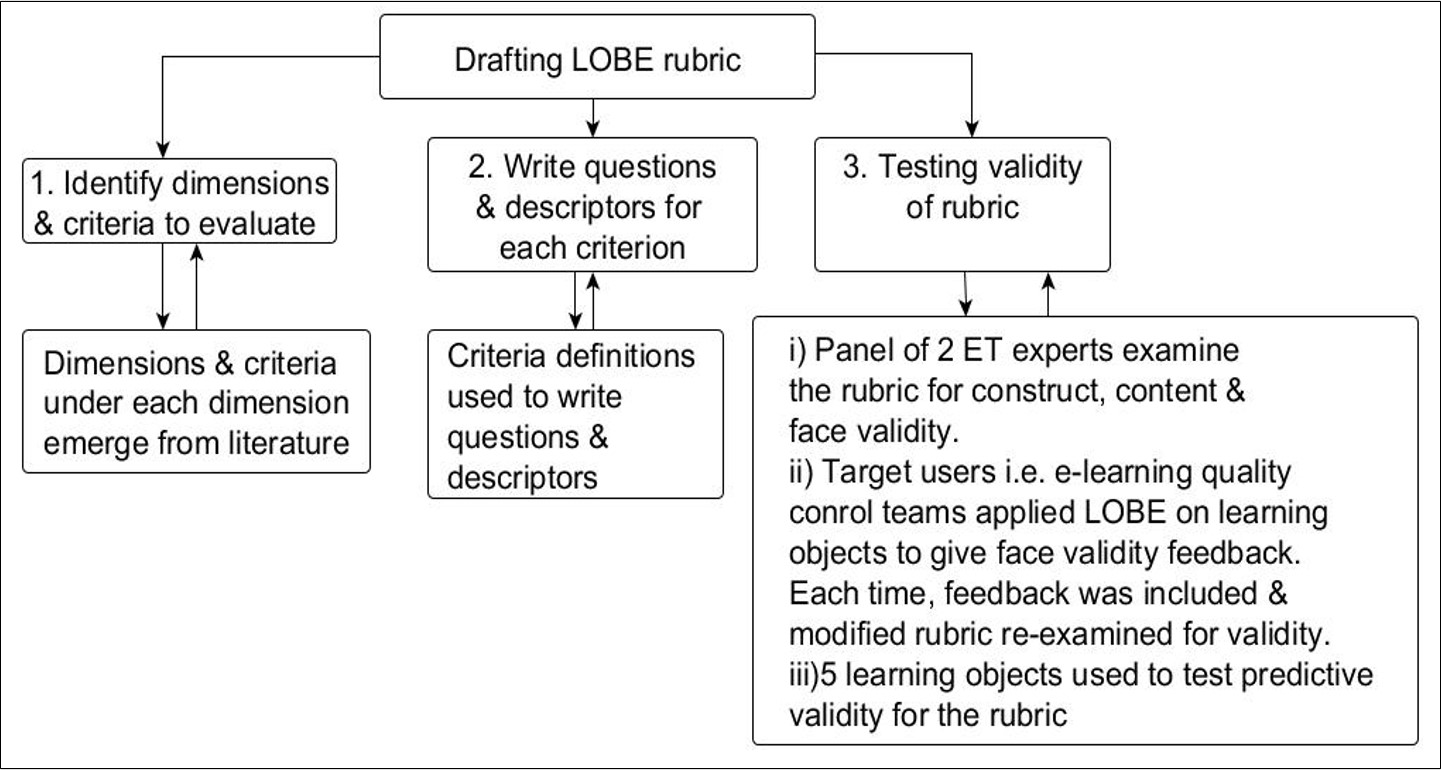 Drafting LOBE rubric
1. Identify dimensions
& criteria to evaluate
2. Write questions
& descriptors for
each criterion
3. Testing validity
of rubric
Dimensions & criteria
under each dimension
emerge from literature
Criteria definitions
used to write
questions &
descriptors
i) Panel of 2 ET experts examine
the rubric for construct, content &
face validity.
ii) Target users i.e. e-learning quality
conrol teams applied LOBE on learning
objects to give face validity feedback.
Each time, feedback was included &
modified rubric re-examined for validity.
iii)5 learning objects used to test predictive
validity for the rubric